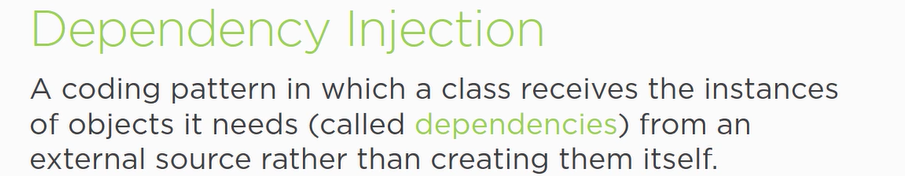 Dependency Injection
A coding pattern in which a class receives the instances
of objects it needs (called dependencies) from an
external source rather than creating them itself.